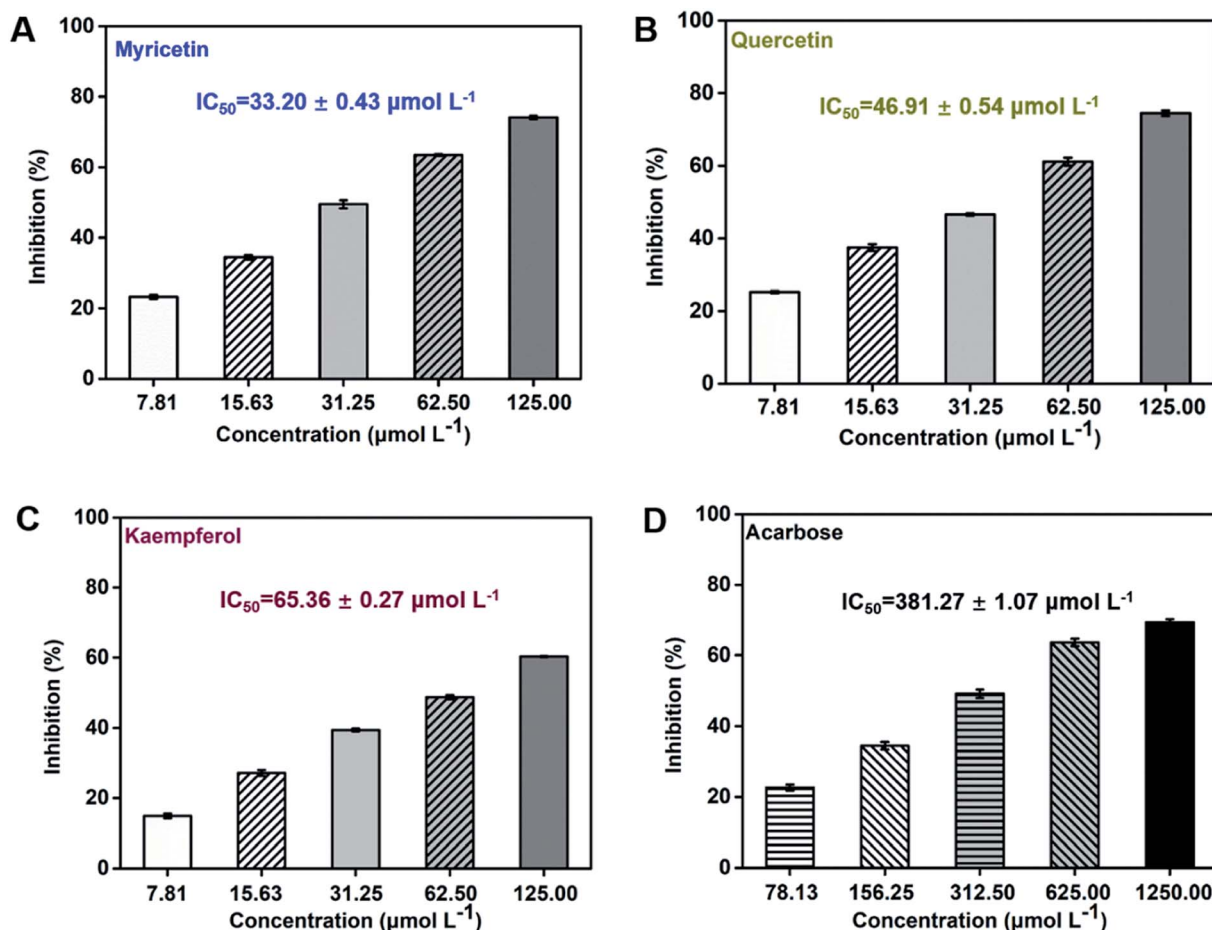 A
Myricetin
IC50=33.20 ± 0.43 µmol L-1
Inhibition (%)
100
80
60
40
20
0
7.81 15.63 31.25 62.50 125.00
Concentration (µmol L-1)
B
Quercetin
IC50=46.91 ± 0.54 µmol L-1
Inhibition (%)
100
80
60
40
20
0
7.81 15.63 31.25 62.50 125.00
Concentration (µmol L-1)
C
Kaempferol
IC50=65.36 ± 0.27 µmol L-1
Inhibition (%)
100
80
60
40
20
0
7.81 15.63 31.25 62.50 125.00
Concentration (µmol L-1)
D
Acarbose
IC50=381.27 ± 1.07 µmol L-1
Inhibition (%)
100
80
60
40
20
0
78.13 156.25 312.50 625.00 1250.00
Concentration (µmol L-1)